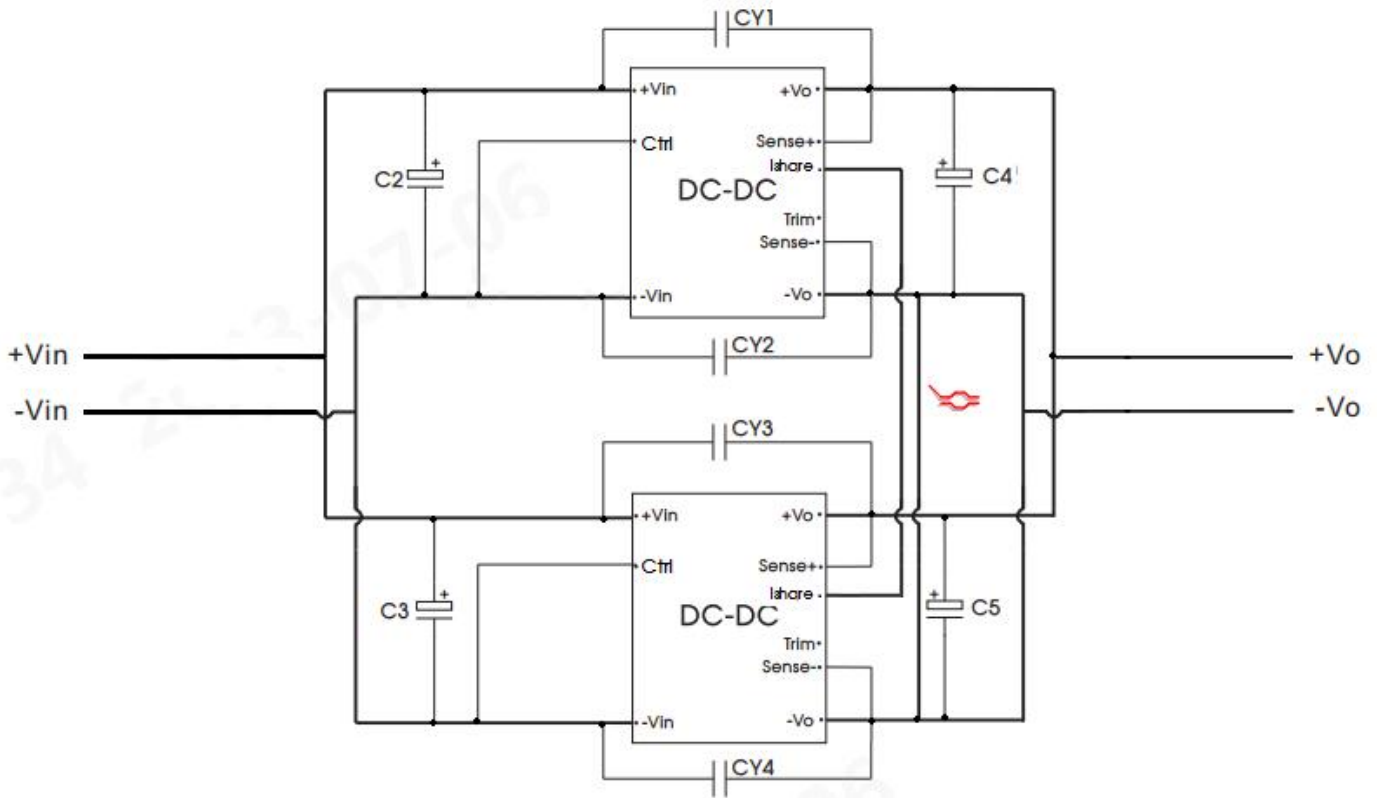 CY1
+Vin
+Vo
Ctrl
Sense+
Ishare
C2
+
DC-DC
+
C4
Trim
Sense-
-Vin
-Vo
CY2
+Vin
+Vo
-Vin
-Vo
CY3
+Vin
+Vo
Ctrl
Sense+
Ishare
C3
+
DC-DC
+
C5
Trim
Sense-
-Vin
-Vo
CY4